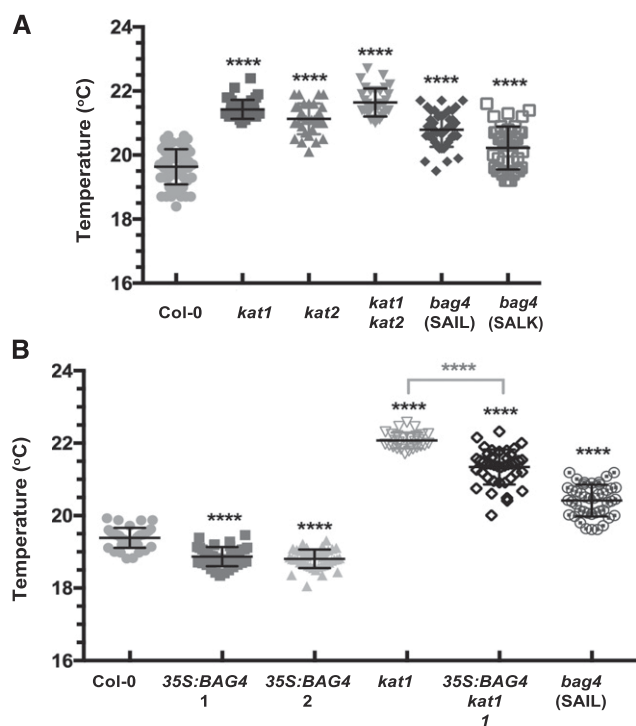 A
Temperature (°C)
24
22
20
18
16
****
****
****
****
****
Col-0
kat1
kat2
kat1
kat2
bag4
(SAIL)
bag4
(SALK)
B
Temperature (°C)
24
22
20
18
16
****
****
****
****
****
****
Col-0
35S:BAG4
1
35S:BAG4
2
kat1
35S:BAG4
kat1
1
bag4
(SAIL)